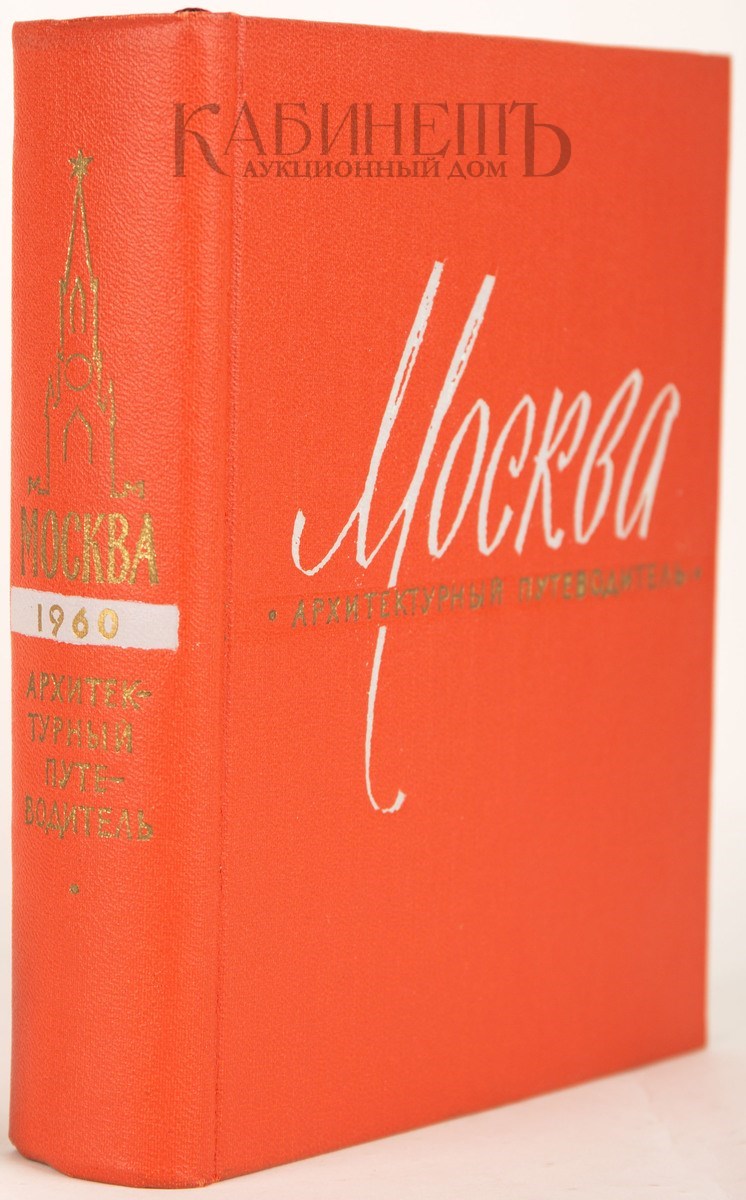 КАБИНЕТЪ
АУКЦИОННЫЙ ДОМ
МОСКВА
1960
АРХИТЕК-
ТУРНЫЙ
ПУТЕ-
ВОДИТЕЛЬ
Москва
• АРХИТЕКТУРНЫЙ ПУТЕВОДИТЕЛЬ •